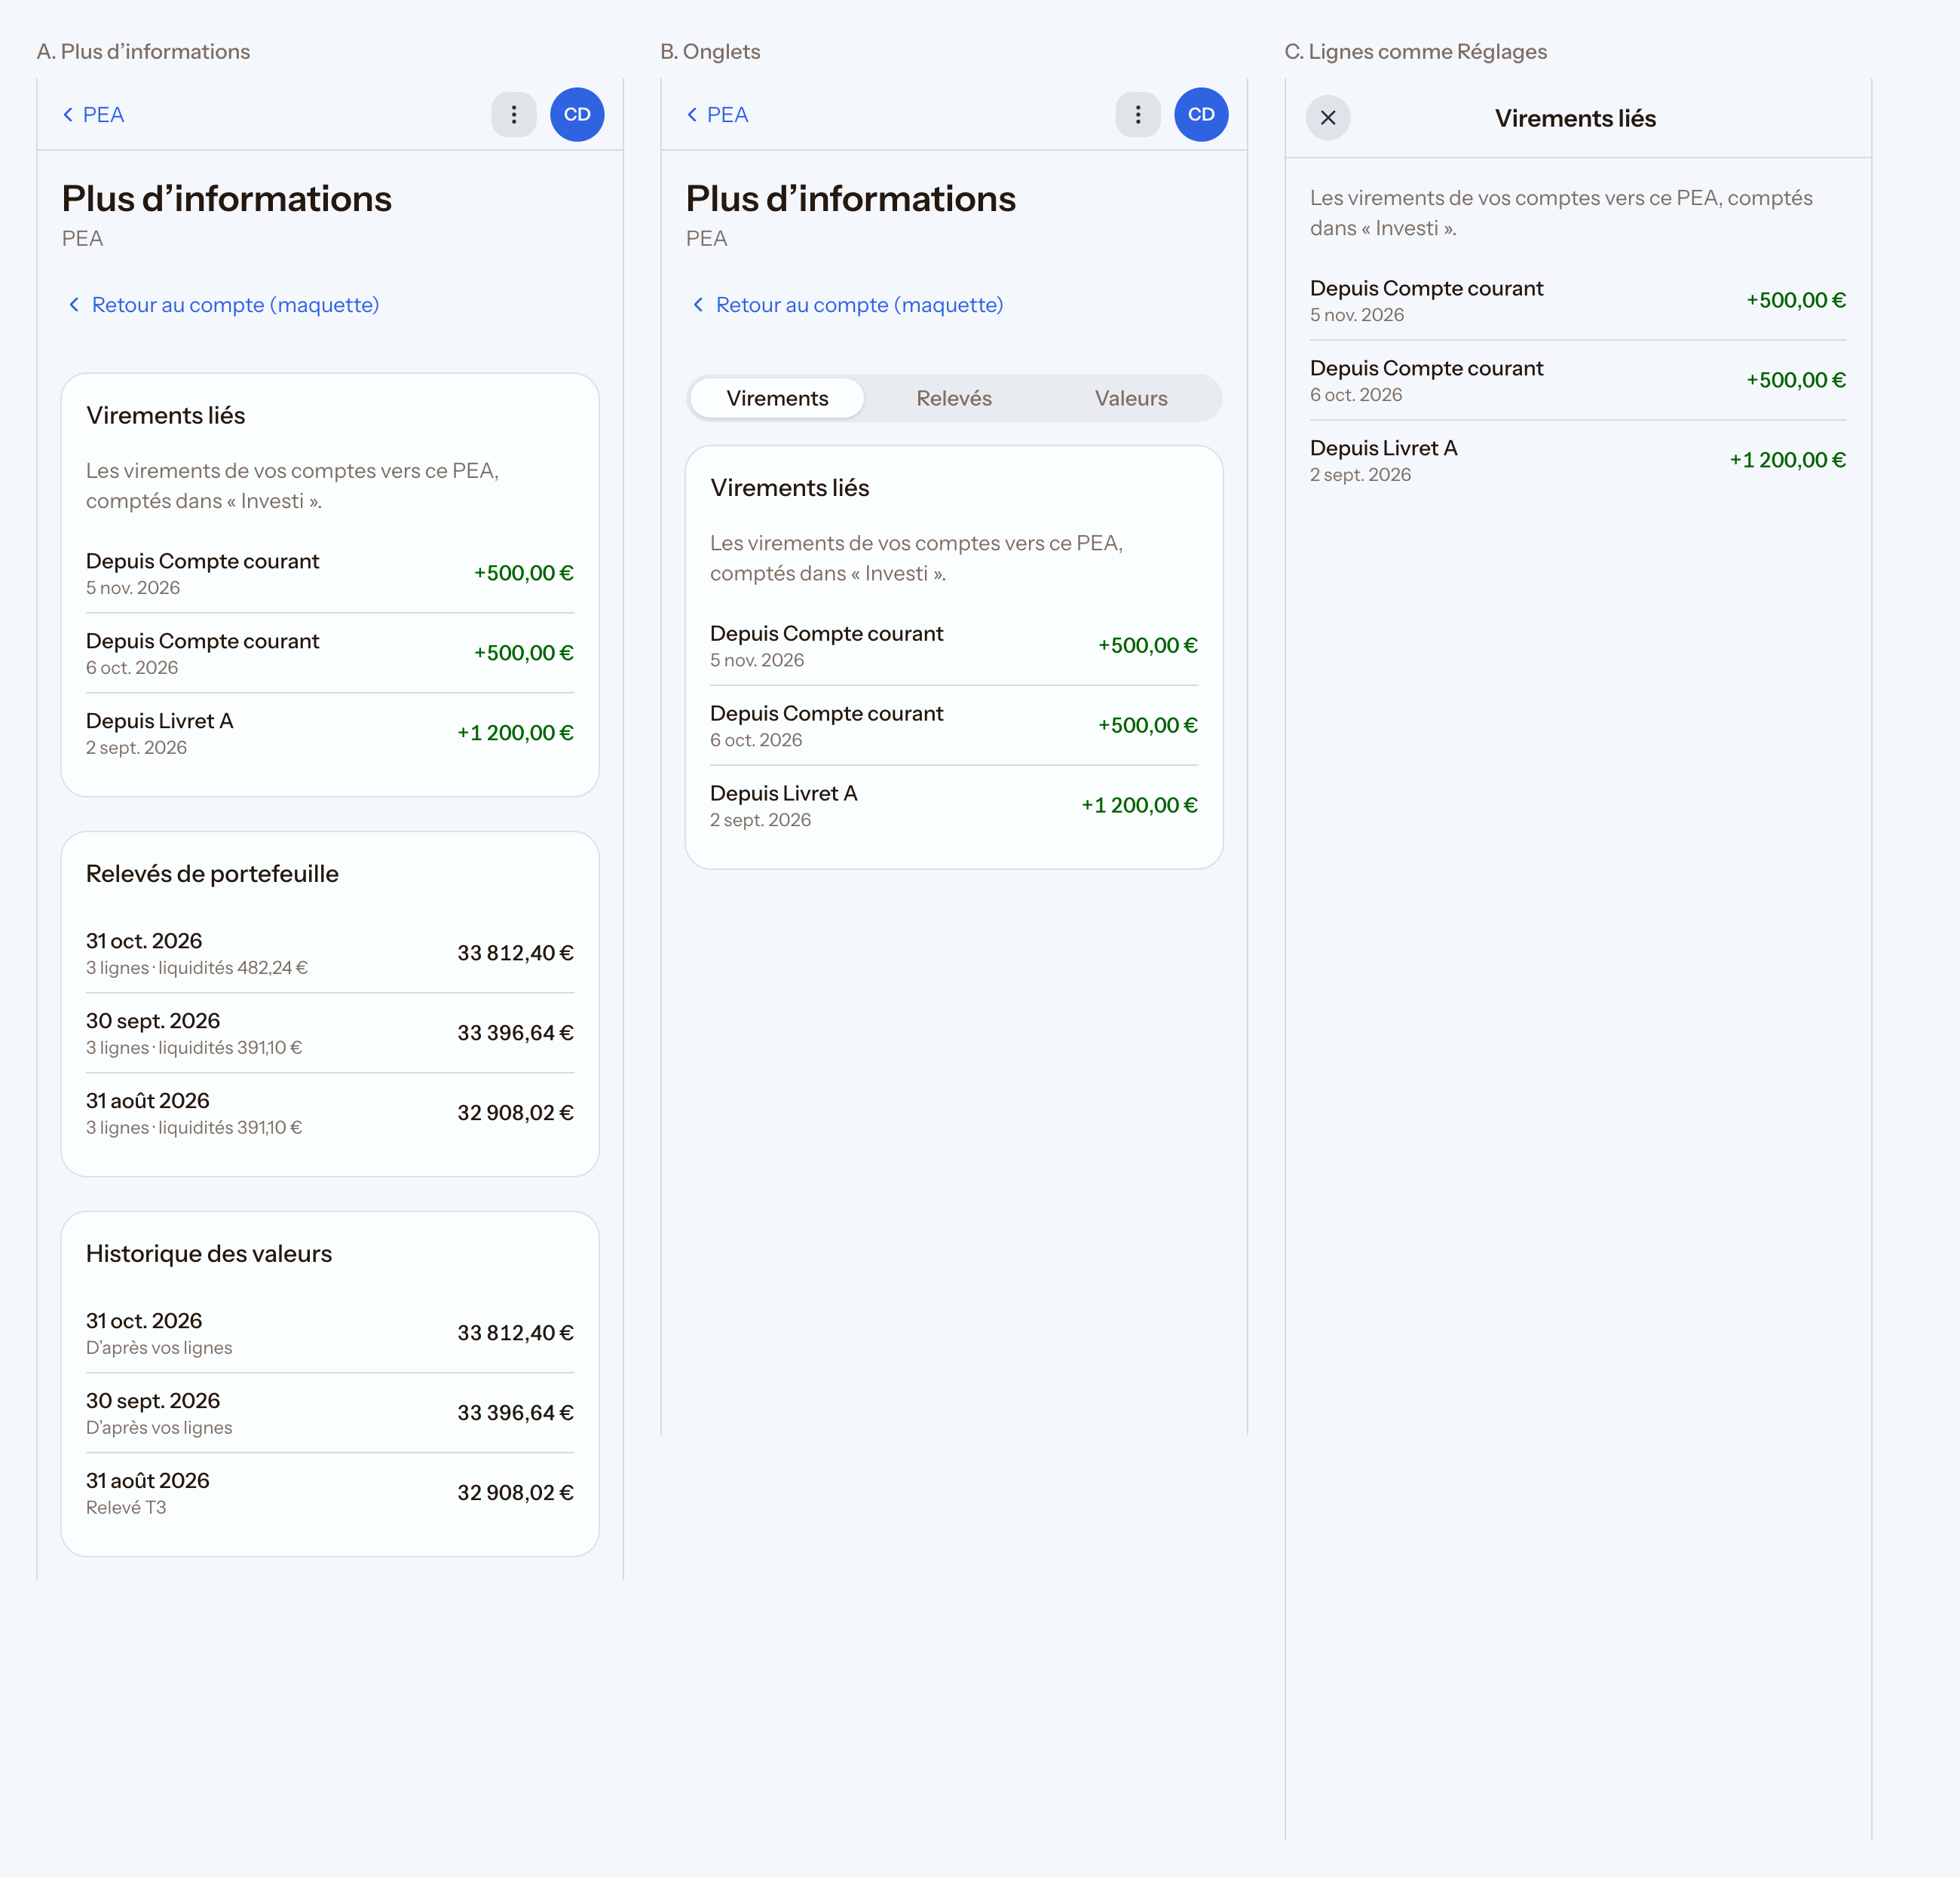 A. Plus d’informations
PEA
CD
Plus d’informations
PEA
Retour au compte (maquette)
Virements liés
Les virements de vos comptes vers ce PEA,
comptés dans « Investi ».
Depuis Compte courant
5 nov. 2026
+500,00 €
Depuis Compte courant
6 oct. 2026
+500,00 €
Depuis Livret A
2 sept. 2026
+1 200,00 €
Relevés de portefeuille
31 oct. 2026
3 lignes · liquidités 482,24 €
33 812,40 €
30 sept. 2026
3 lignes · liquidités 391,10 €
33 396,64 €
31 août 2026
3 lignes · liquidités 391,10 €
32 908,02 €
Historique des valeurs
31 oct. 2026
D’après vos lignes
33 812,40 €
30 sept. 2026
D’après vos lignes
33 396,64 €
31 août 2026
Relevé T3
32 908,02 €
B. Onglets
PEA
CD
Plus d’informations
PEA
Retour au compte (maquette)
Virements
Relevés
Valeurs
Virements liés
Les virements de vos comptes vers ce PEA,
comptés dans « Investi ».
Depuis Compte courant
5 nov. 2026
+500,00 €
Depuis Compte courant
6 oct. 2026
+500,00 €
Depuis Livret A
2 sept. 2026
+1 200,00 €
C. Lignes comme Réglages
Virements liés
Les virements de vos comptes vers ce PEA, comptés
dans « Investi ».
Depuis Compte courant
5 nov. 2026
+500,00 €
Depuis Compte courant
6 oct. 2026
+500,00 €
Depuis Livret A
2 sept. 2026
+1 200,00 €